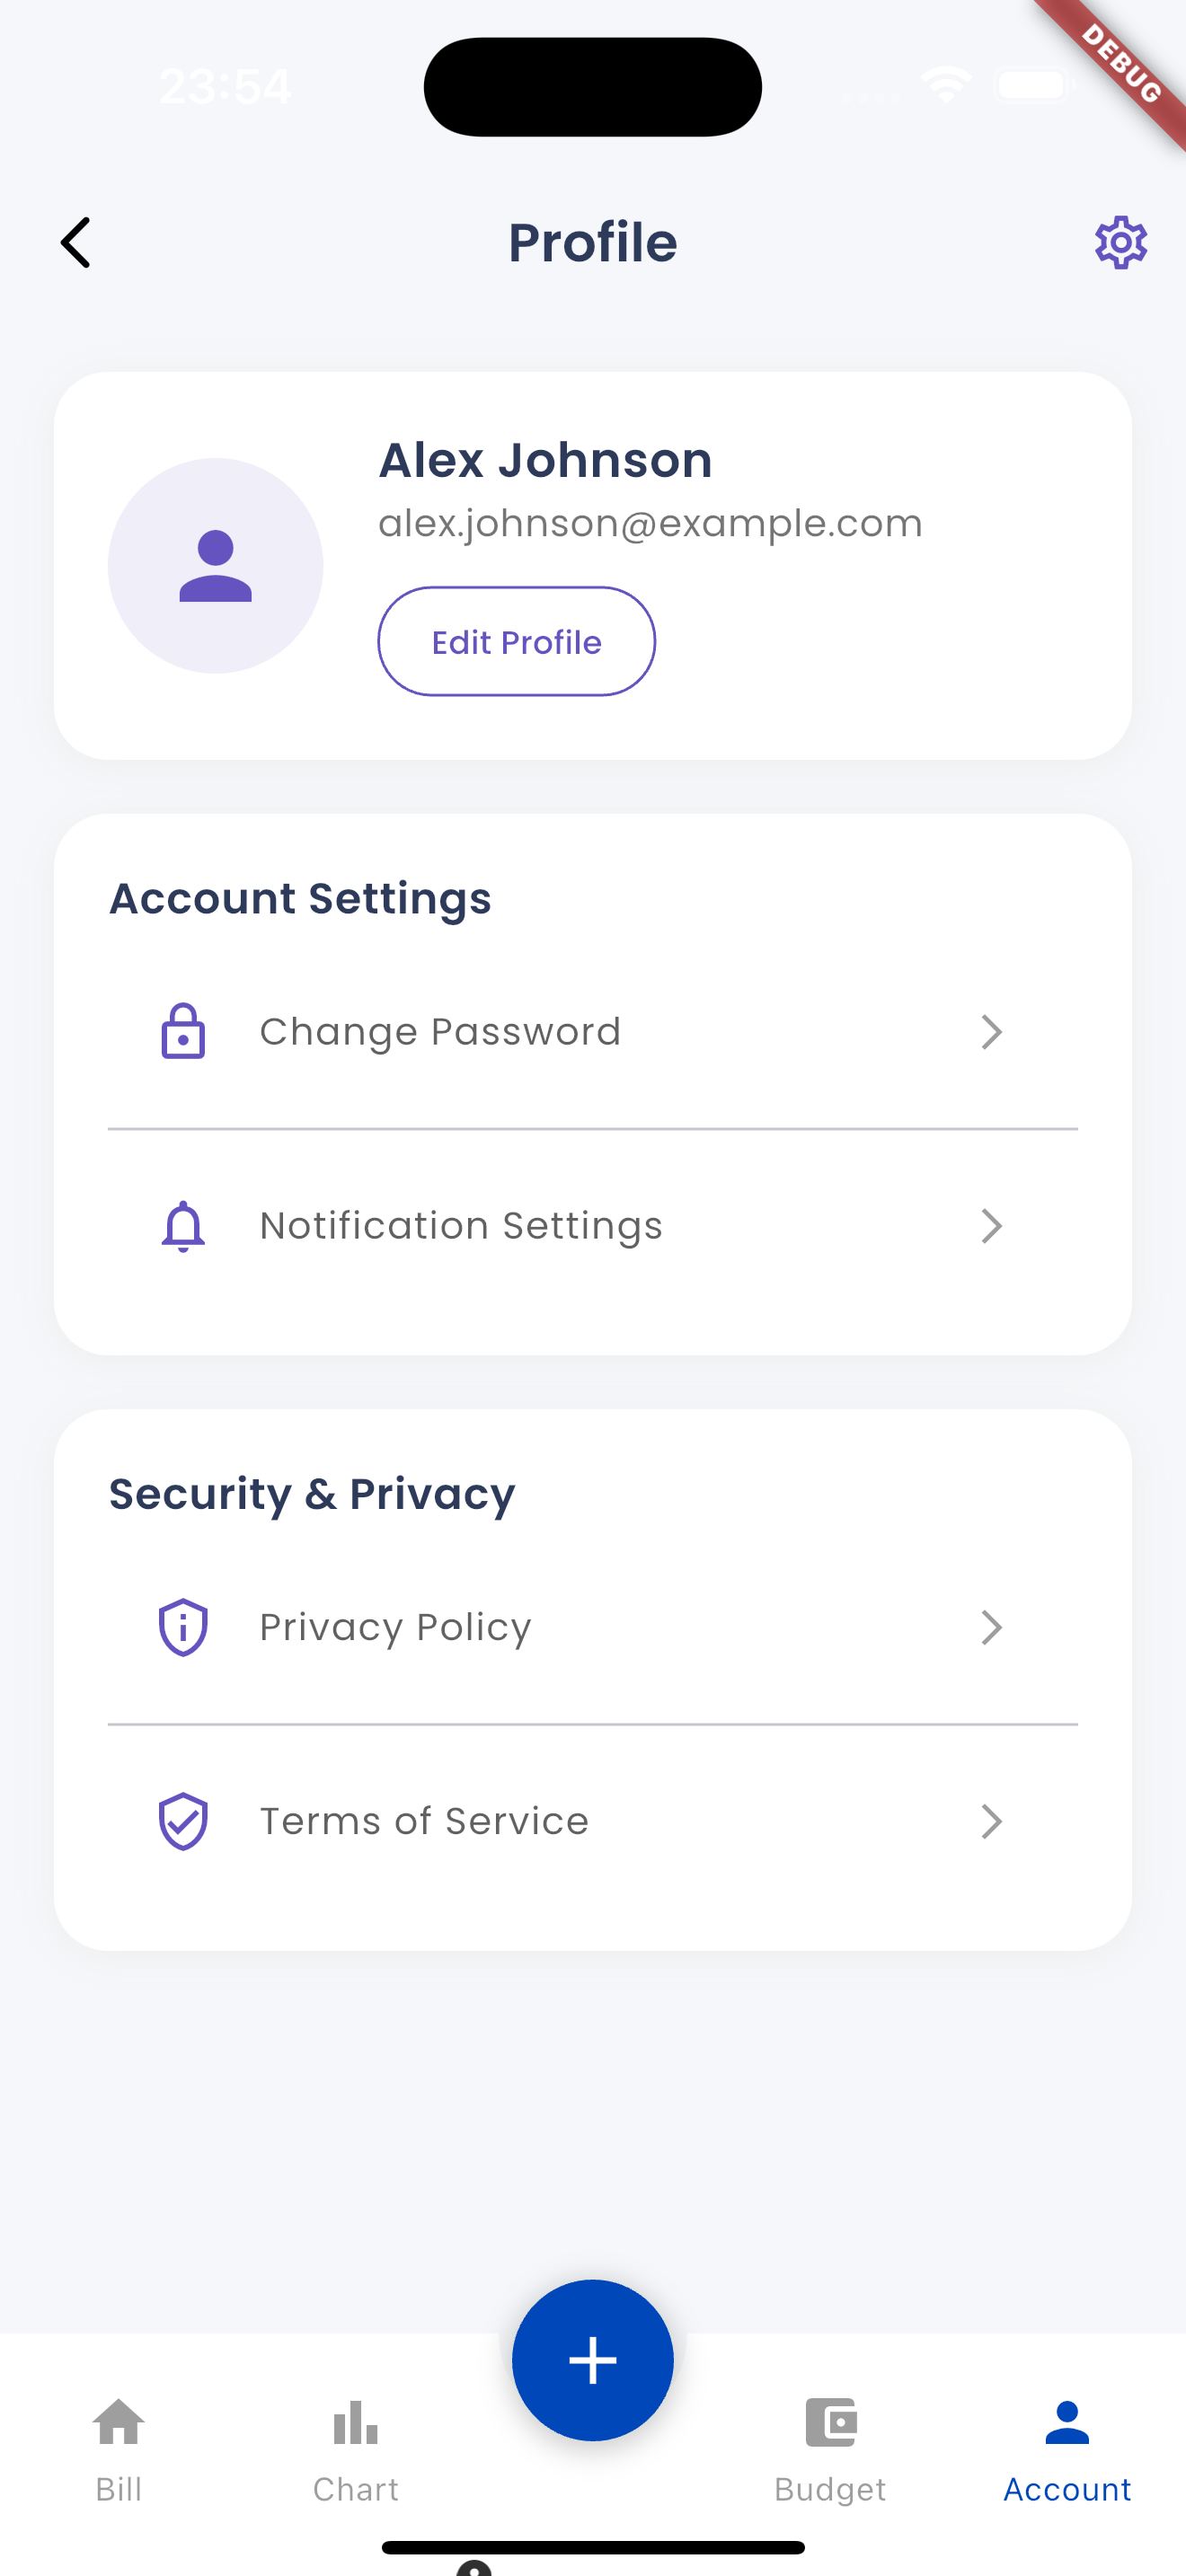 23:54
DEBUG
Profile
Alex Johnson
alex.johnson@example.com
Edit Profile
Account Settings
Change Password
Notification Settings
Security & Privacy
Privacy Policy
Terms of Service
Bill
Chart
Budget
Account